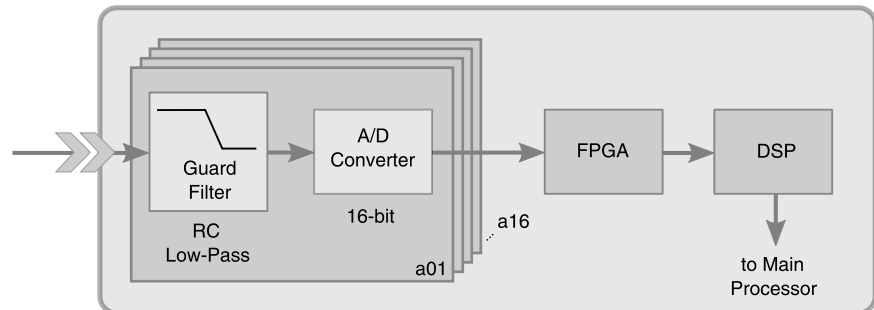 Guard
Filter
RC
Low-Pass
A/D
Converter
16-bit
a01
a16
FPGA
DSP
to Main
Processor